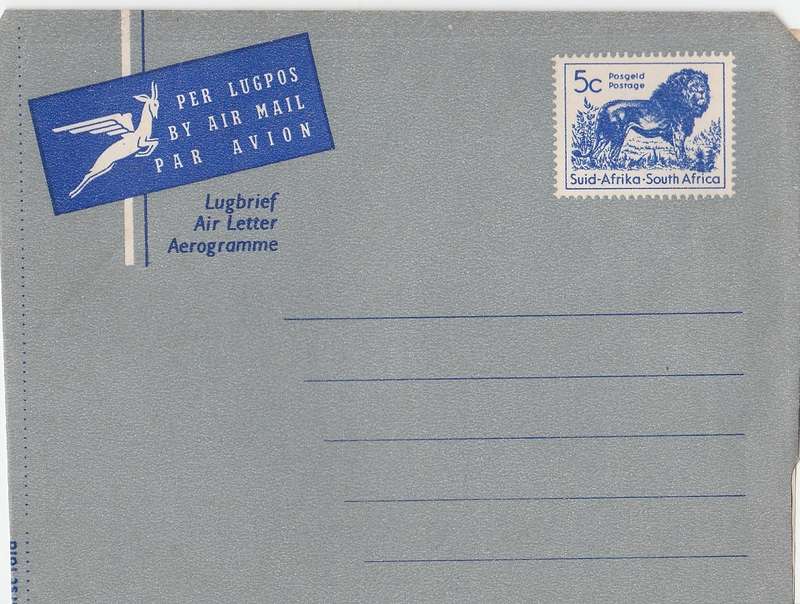 PER LUGPOS
BY AIR MAIL
PAR AVION
Lugbrief
Air Letter
Aerogramme
5c
Posgeld
Postage
Suid-Afrika·South Africa